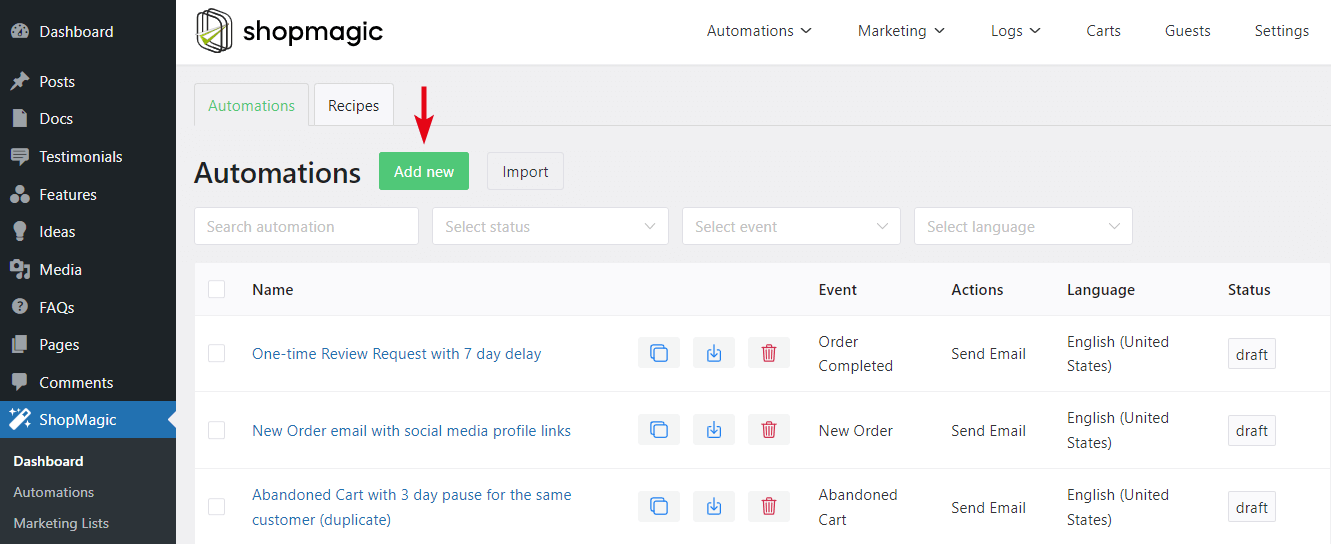 Dashboard
Posts
Docs
Testimonials
Features
Ideas
Media
FAQs
Pages
Comments
ShopMagic
Dashboard
Automations
Marketing Lists
shopmagic
Automations
Marketing
Logs
Carts
Guests
Settings
Automations
Recipes
Automations
Add new
Import
Search automation
Select status
Select event
Select language
Name
Event
Actions
Language
Status
One-time Review Request with 7 day delay
Order
Completed
Send Email
English (United
States)
draft
New Order email with social media profile links
New Order
Send Email
English (United
States)
draft
Abandoned Cart with 3 day pause for the same
customer (duplicate)
Abandoned
Cart
Send Email
English (United
States)
draft